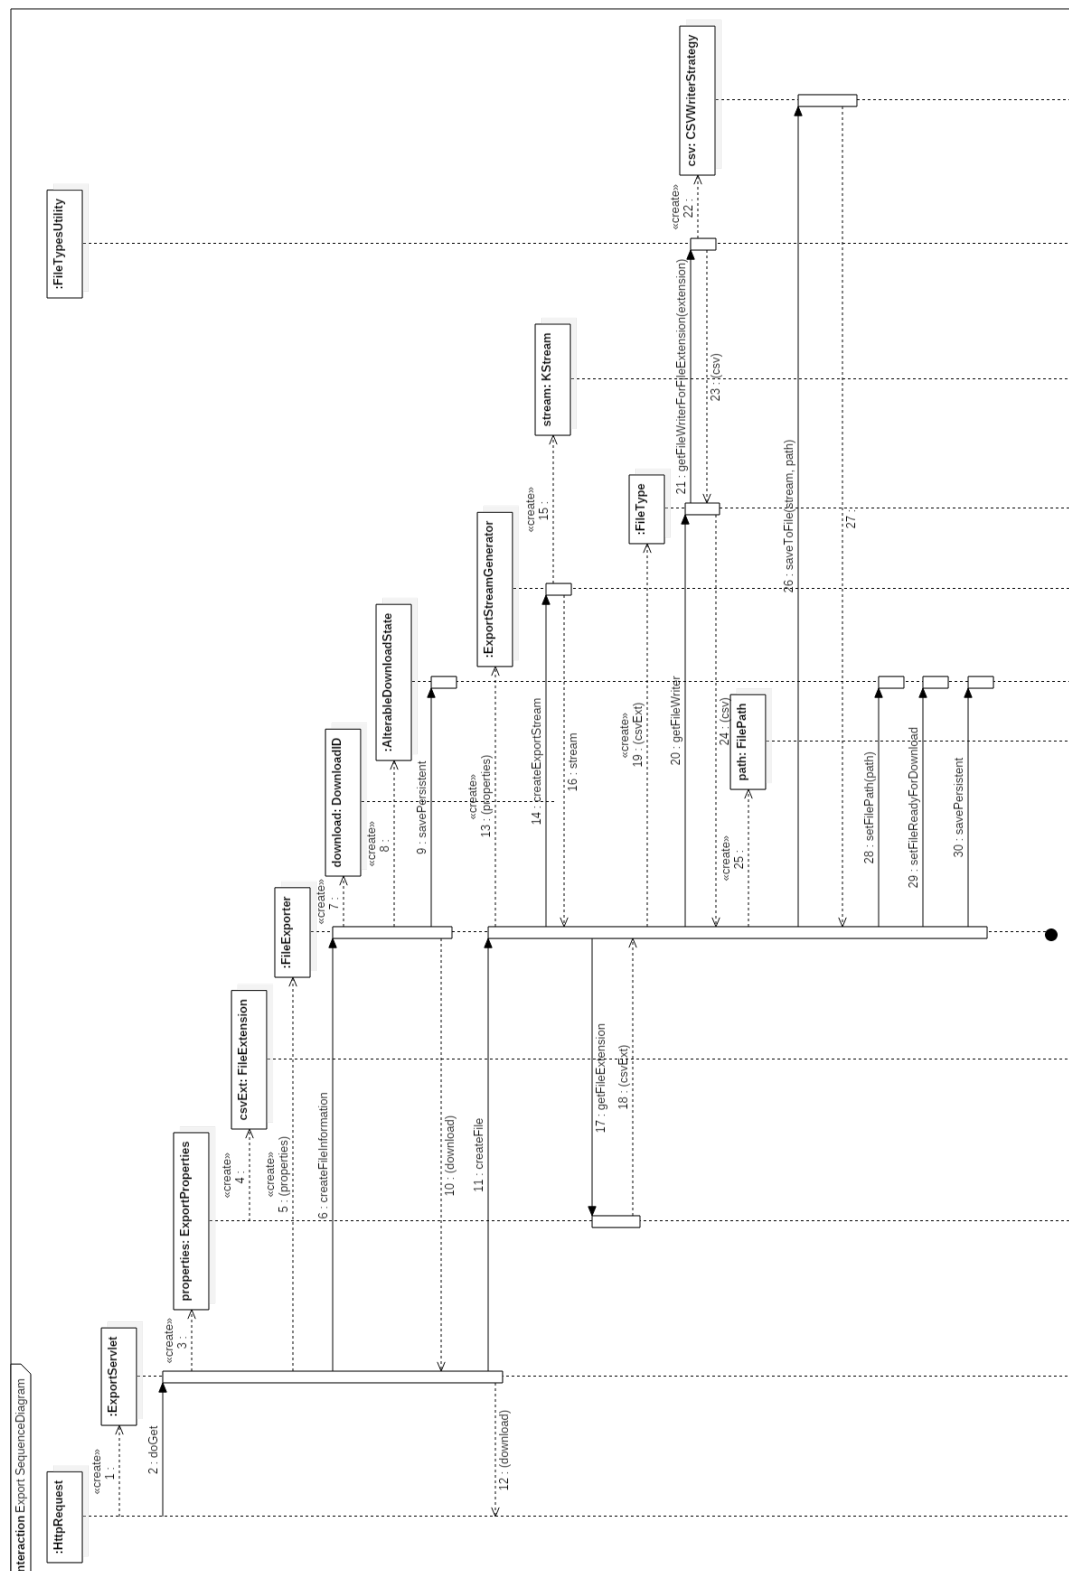 nteraction Export SequenceDiagram
:HttpRequest
«create»
1 :
:ExportServlet
2 : doGet
«create»
3 :
properties: ExportProperties
«create»
4 :
csvExt: FileExtension
«create»
5 : (properties)
:FileExporter
6 : createFileInformation
«create»
7 :
download: DownloadID
«create»
8 :
:AlterableDownloadState
9 : savePersistent
10 : (download)
11 : createFile
12 : (download)
«create»
13 : (properties)
:ExportStreamGenerator
14 : createExportStream
«create»
15 :
stream: KStream
16 : stream
17 : getFileExtension
18 : (csvExt)
«create»
19 : (csvExt)
:FileType
20 : getFileWriter
21 : getFileWriterForFileExtension(extension)
:FileTypesUtility
«create»
22 :
csv: CSVWriterStrategy
23 : (csv)
24 : (csv)
«create»
25 :
path: FilePath
26 : saveToFile(stream, path)
27 :
28 : setFilePath(path)
29 : setFileReadyForDownload
30 : savePersistent